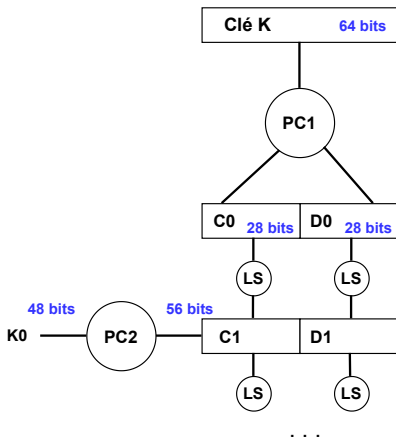 Clé K 64 bits
PC1
C0 28 bits D0 28 bits
LS LS
48 bits 56 bits
K0 PC2 C1 D1
LS LS
. . .